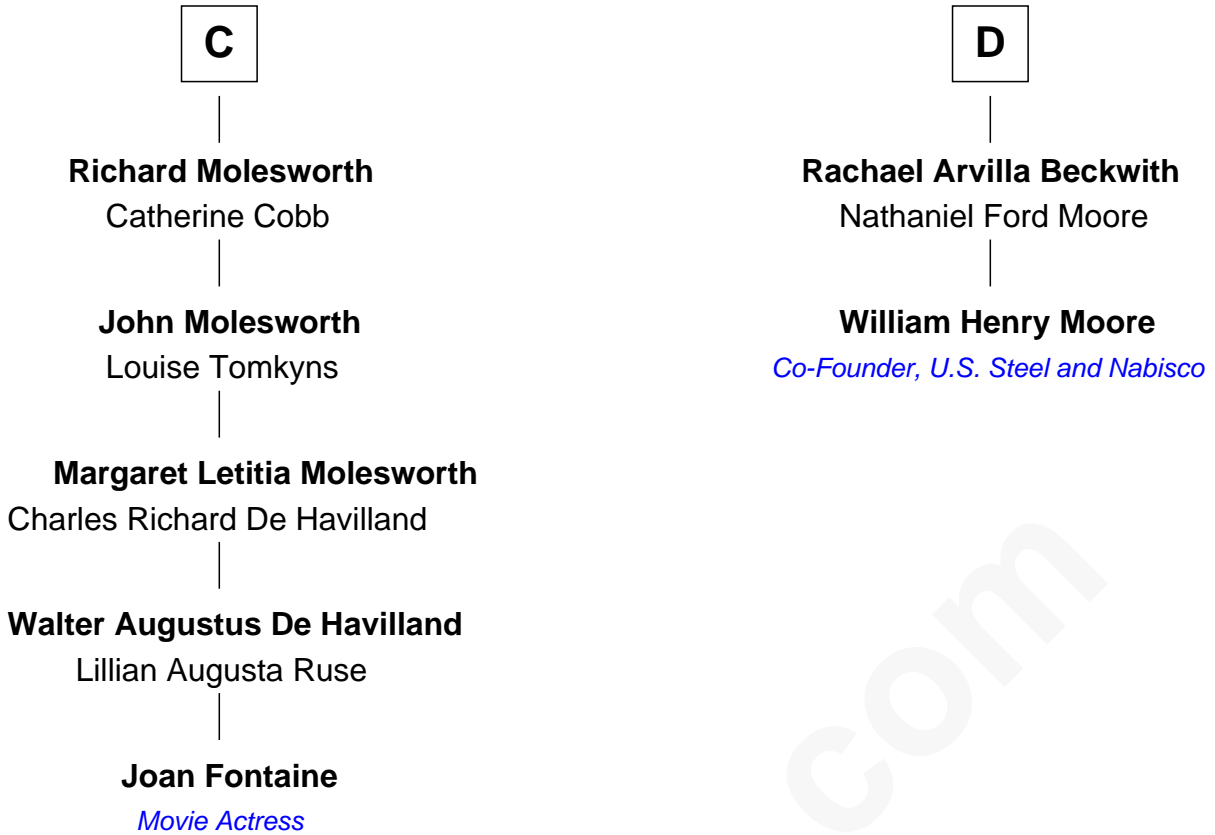 C
Richard Molesworth
Catherine Cobb
John Molesworth
Louise Tomkyns
Margaret Letitia Molesworth
Charles Richard De Havilland
Walter Augustus De Havilland
Lillian Augusta Ruse
Joan Fontaine
Movie Actress
D
Rachael Arvilla Beckwith
Nathaniel Ford Moore
William Henry Moore
Co-Founder, U.S. Steel and Nabisco
com